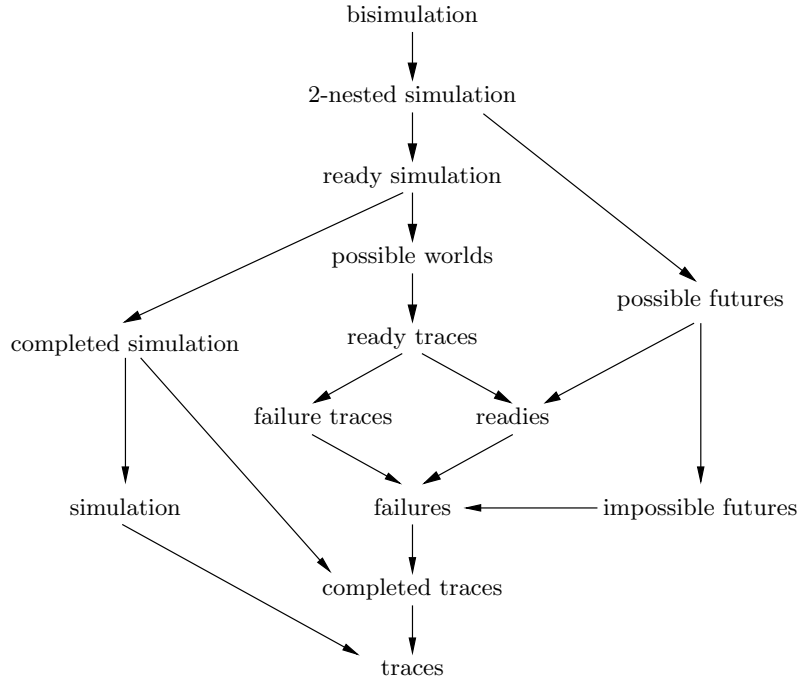 bisimulation
2-nested simulation
ready simulation
possible worlds
possible futures
completed simulation
ready traces
failure traces
readies
simulation
failures
impossible futures
completed traces
traces